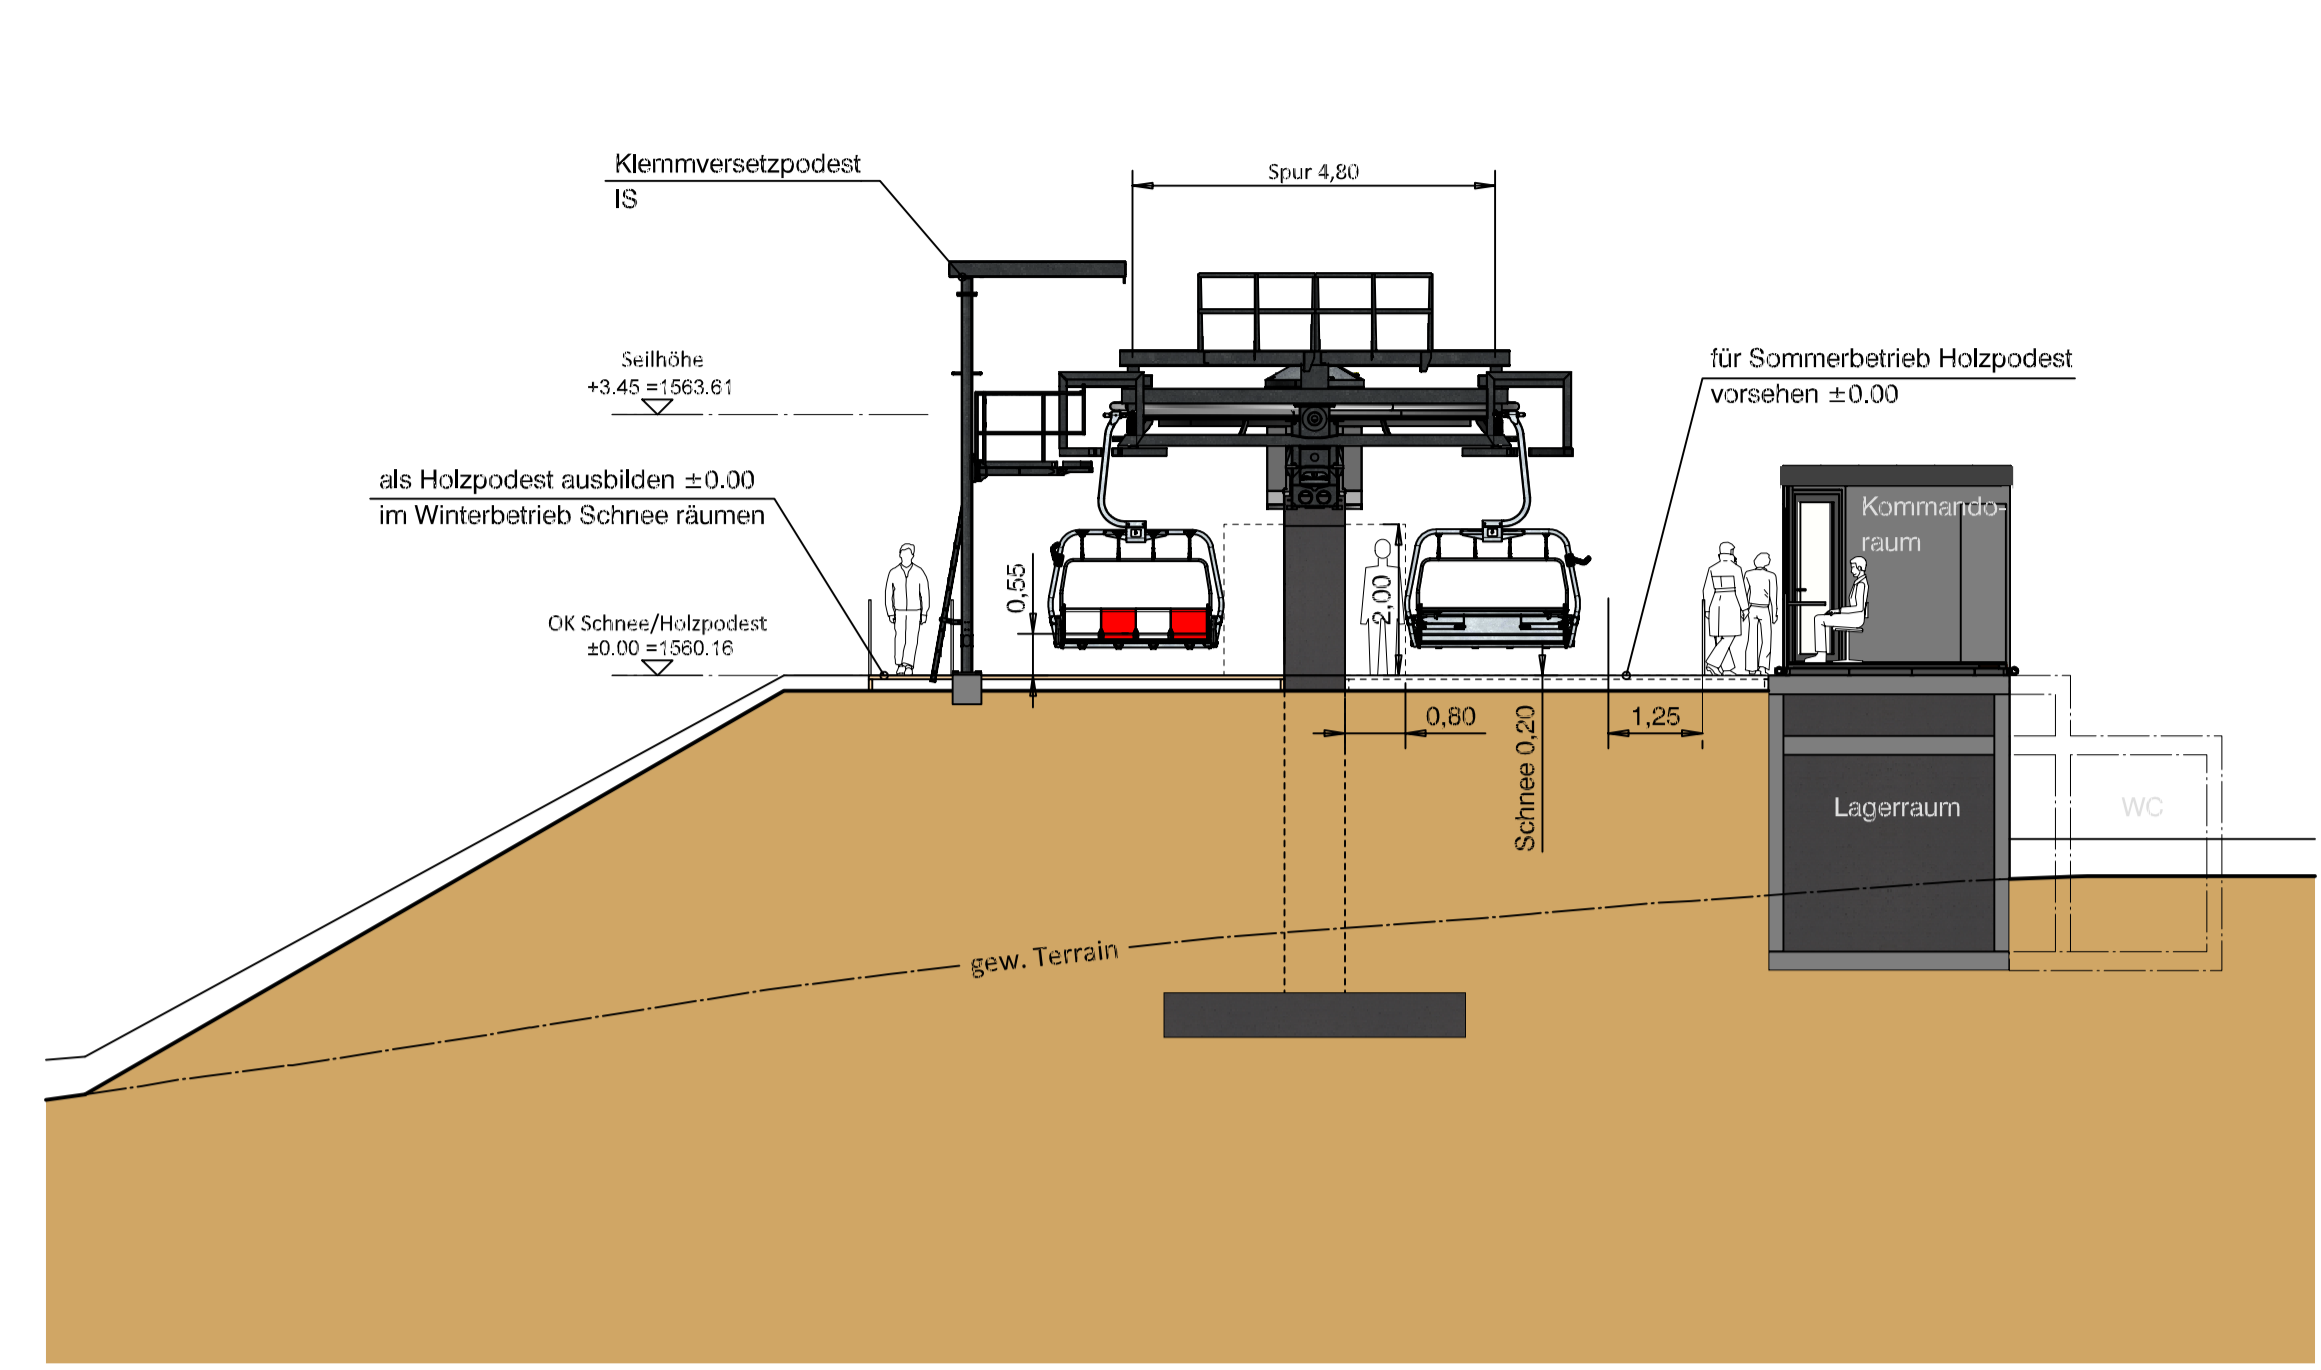 Klemmversetzpodest
IS
Spur 4,80
Seilhöhe
+3.45 =1563.61
für Sommerbetrieb Holzpodest
vorsehen ±0.00
als Holzpodest ausbilden ±0.00
im Winterbetrieb Schnee räumen
Kommando-
raum
0,55
2,00
OK Schnee/Holzpodest
±0.00 =1560.16
0,80
Schnee 0,20
1,25
Lagerraum
WC
gew. Terrain